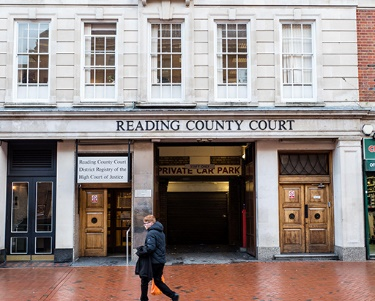 READING COUNTY COURT
Reading County Court
District Registry of the
High Court of Justice
PRIVATE CAR PARK